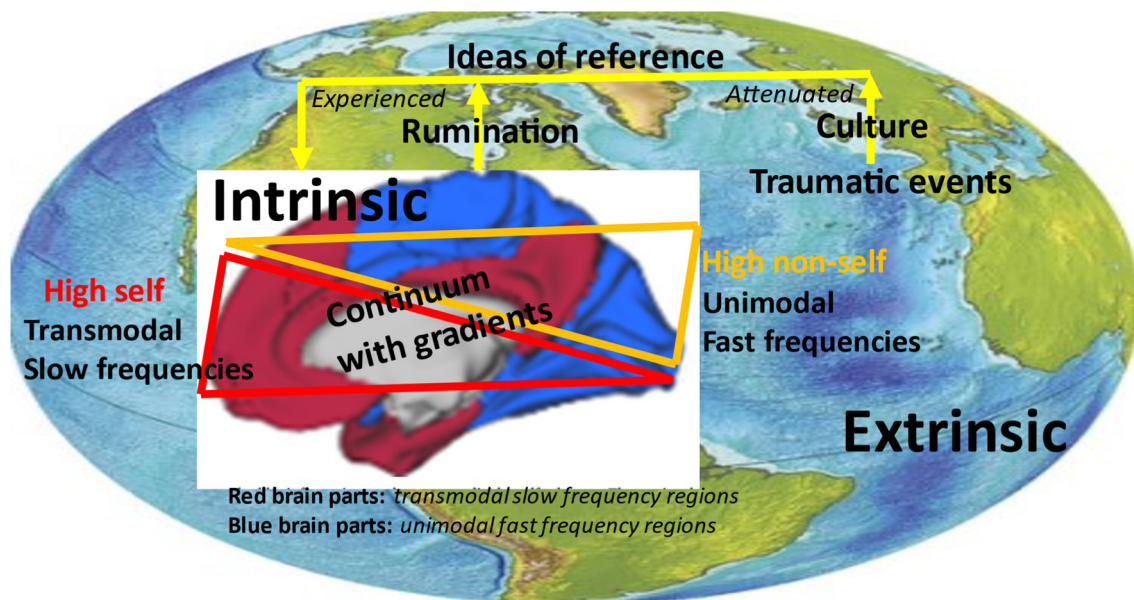 Ideas of reference
Experienced
Attenuated
Rumination
Culture
Traumatic events
Intrinsic
High self
Transmodal
Slow frequencies
Continuum
with gradients
High non-self
Unimodal
Fast frequencies
Extrinsic
Red brain parts: transmodal slow frequency regions
Blue brain parts: unimodal fast frequency regions